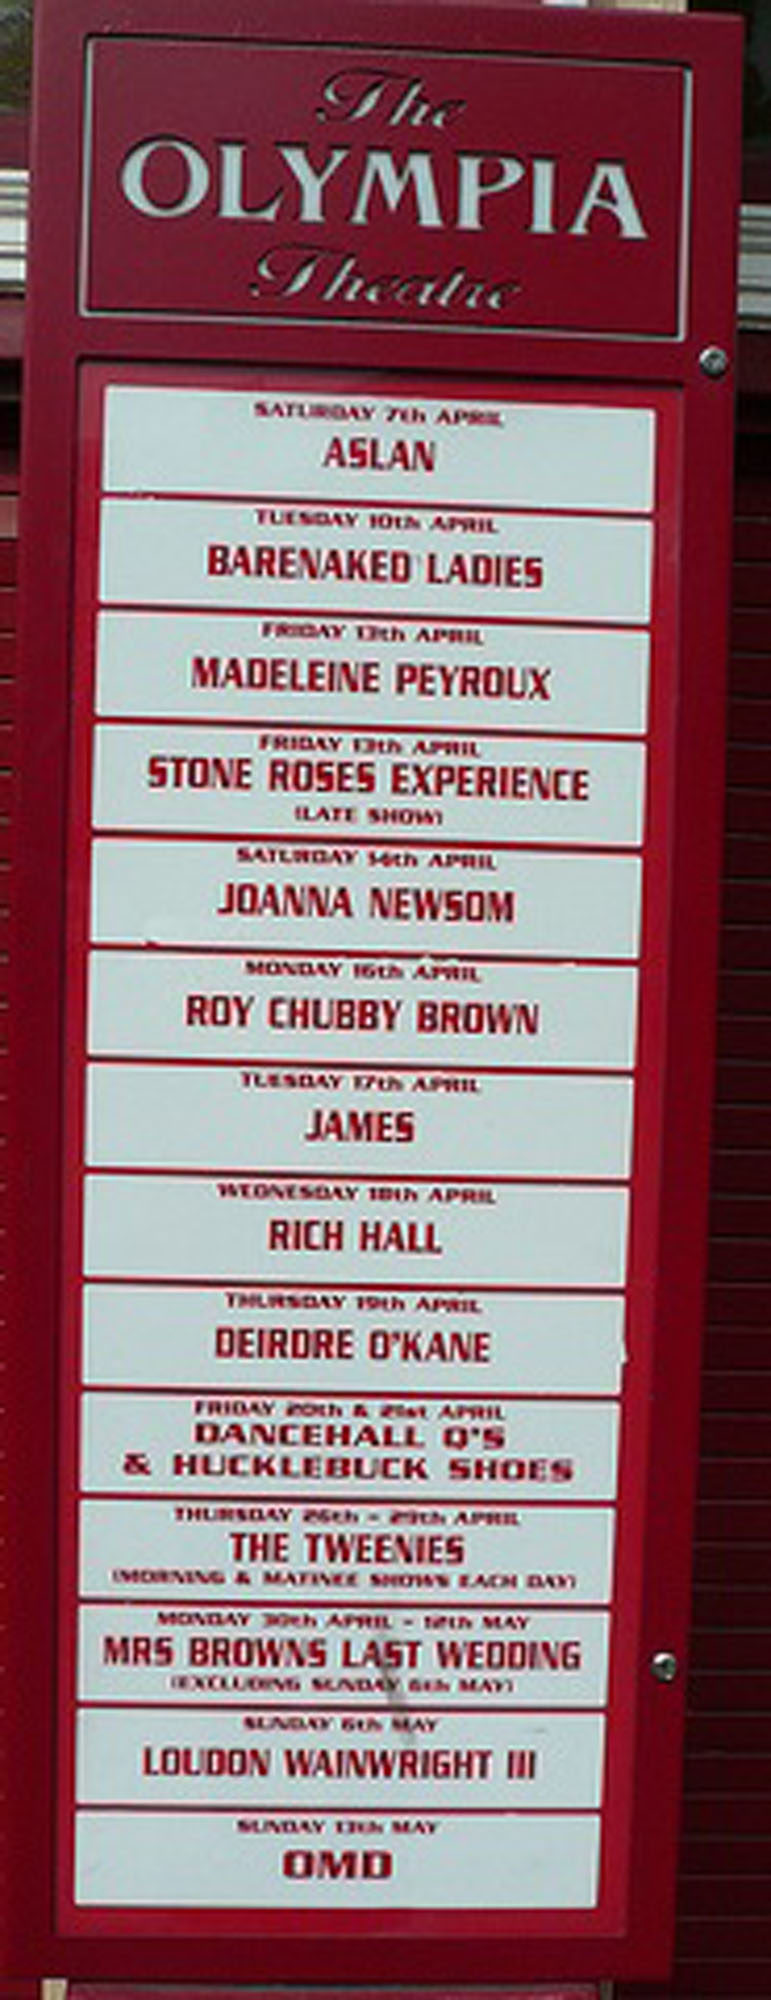 The
OLYMPIA
Theatre
SATURDAY 7th APRIL
ASLAN
TUESDAY 10th APRIL
BARENAKED LADIES
FRIDAY 13th APRIL
MADELEINE PEYROUX
FRIDAY 13th APRIL
STONE ROSES EXPERIENCE
(LATE SHOW)
SATURDAY 14th APRIL
JOANNA NEWSOM
MONDAY 16th APRIL
ROY CHUBBY BROWN
TUESDAY 17th APRIL
JAMES
WEDNESDAY 18th APRIL
RICH HALL
THURSDAY 19th APRIL
DEIRDRE O'KANE
FRIDAY 20th & 21st APRIL
DANCEHALL Q'S
& HUCKLEBUCK SHOES
THURSDAY 26th - 29th APRIL
THE TWEENIES
(MORNING & MATINEE SHOWS EACH DAY)
MONDAY 30th APRIL - 12th MAY
MRS BROWNS LAST WEDDING
(EXCLUDING SUNDAY 6th MAY)
SUNDAY 6th MAY
LOUDON WAINWRIGHT III
SUNDAY 13th MAY
OMD